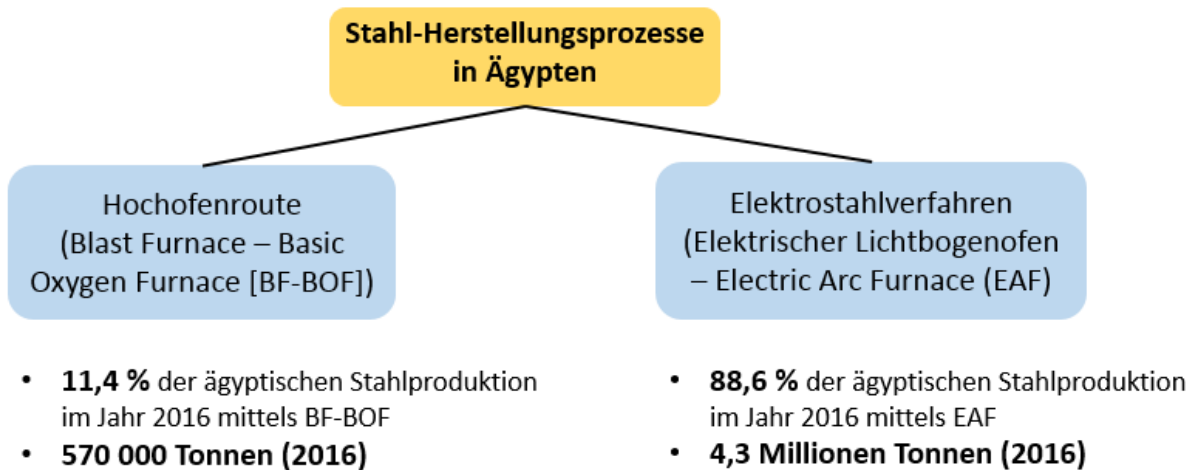 Stahl-Herstellungsprozesse
in Ägypten
Hochofenroute
(Blast Furnace – Basic
Oxygen Furnace [BF-BOF])
• 11,4 % der ägyptischen Stahlproduktion
im Jahr 2016 mittels BF-BOF
• 570 000 Tonnen (2016)
Elektrostahlverfahren
(Elektrischer Lichtbogenofen
– Electric Arc Furnace (EAF)
• 88,6 % der ägyptischen Stahlproduktion
im Jahr 2016 mittels EAF
• 4,3 Millionen Tonnen (2016)